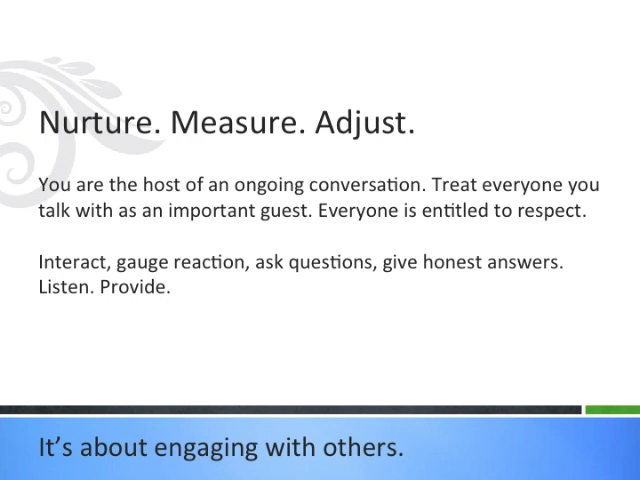 Nurture. Measure. Adjust.
You are the host of an ongoing conversation. Treat everyone you
talk with as an important guest. Everyone is entitled to respect.
Interact, gauge reaction, ask questions, give honest answers.
Listen. Provide.
It’s about engaging with others.